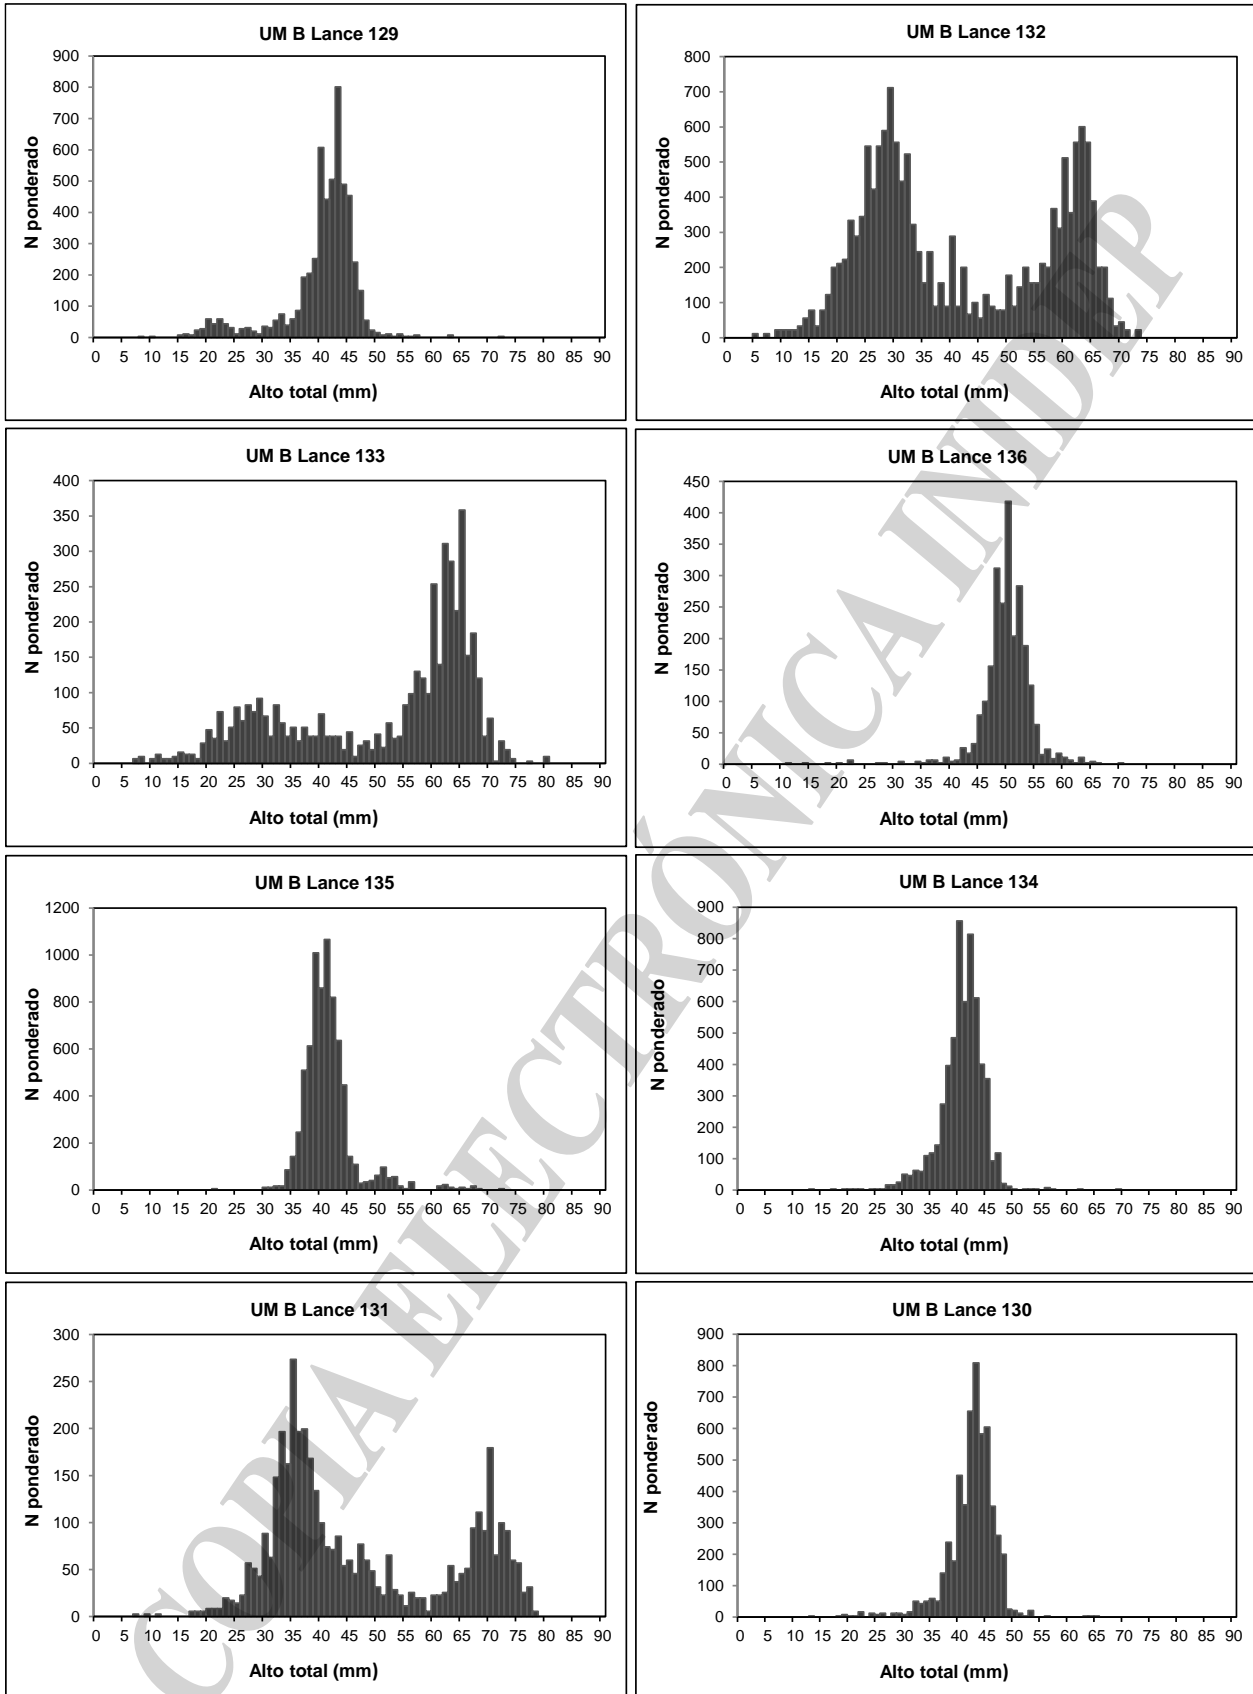 UM B Lance 129
900
800
700
600
500
400
300
200
100
0
N ponderado
0 5 10 15 20 25 30 35 40 45 50 55 60 65 70 75 80 85 90
Alto total (mm)
UM B Lance 132
800
700
600
500
400
300
200
100
0
N ponderado
0 5 10 15 20 25 30 35 40 45 50 55 60 65 70 75 80 85 90
Alto total (mm)
UM B Lance 133
400
350
300
250
200
150
100
50
0
N ponderado
0 5 10 15 20 25 30 35 40 45 50 55 60 65 70 75 80 85 90
Alto total (mm)
UM B Lance 136
450
400
350
300
250
200
150
100
50
0
N ponderado
0 5 10 15 20 25 30 35 40 45 50 55 60 65 70 75 80 85 90
Alto total (mm)
UM B Lance 135
1200
1000
800
600
400
200
0
N ponderado
0 5 10 15 20 25 30 35 40 45 50 55 60 65 70 75 80 85 90
Alto total (mm)
UM B Lance 134
900
800
700
600
500
400
300
200
100
0
N ponderado
0 5 10 15 20 25 30 35 40 45 50 55 60 65 70 75 80 85 90
Alto total (mm)
UM B Lance 131
300
250
200
150
100
50
0
N ponderado
0 5 10 15 20 25 30 35 40 45 50 55 60 65 70 75 80 85 90
Alto total (mm)
UM B Lance 130
900
800
700
600
500
400
300
200
100
0
N ponderado
0 5 10 15 20 25 30 35 40 45 50 55 60 65 70 75 80 85 90
Alto total (mm)
COPIA ELECTRÓNICA INIDEP